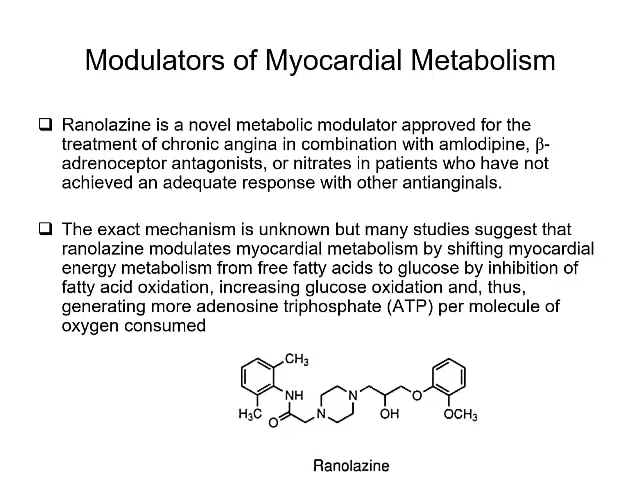 Modulators of Myocardial Metabolism
❑ Ranolazine is a novel metabolic modulator approved for the
treatment of chronic angina in combination with amlodipine, β-
adrenoceptor antagonists, or nitrates in patients who have not
achieved an adequate response with other antianginals.
❑ The exact mechanism is unknown but many studies suggest that
ranolazine modulates myocardial metabolism by shifting myocardial
energy metabolism from free fatty acids to glucose by inhibition of
fatty acid oxidation, increasing glucose oxidation and, thus,
generating more adenosine triphosphate (ATP) per molecule of
oxygen consumed
CH3
NH
N
O
H3C
O
N
OH
OCH3
Ranolazine